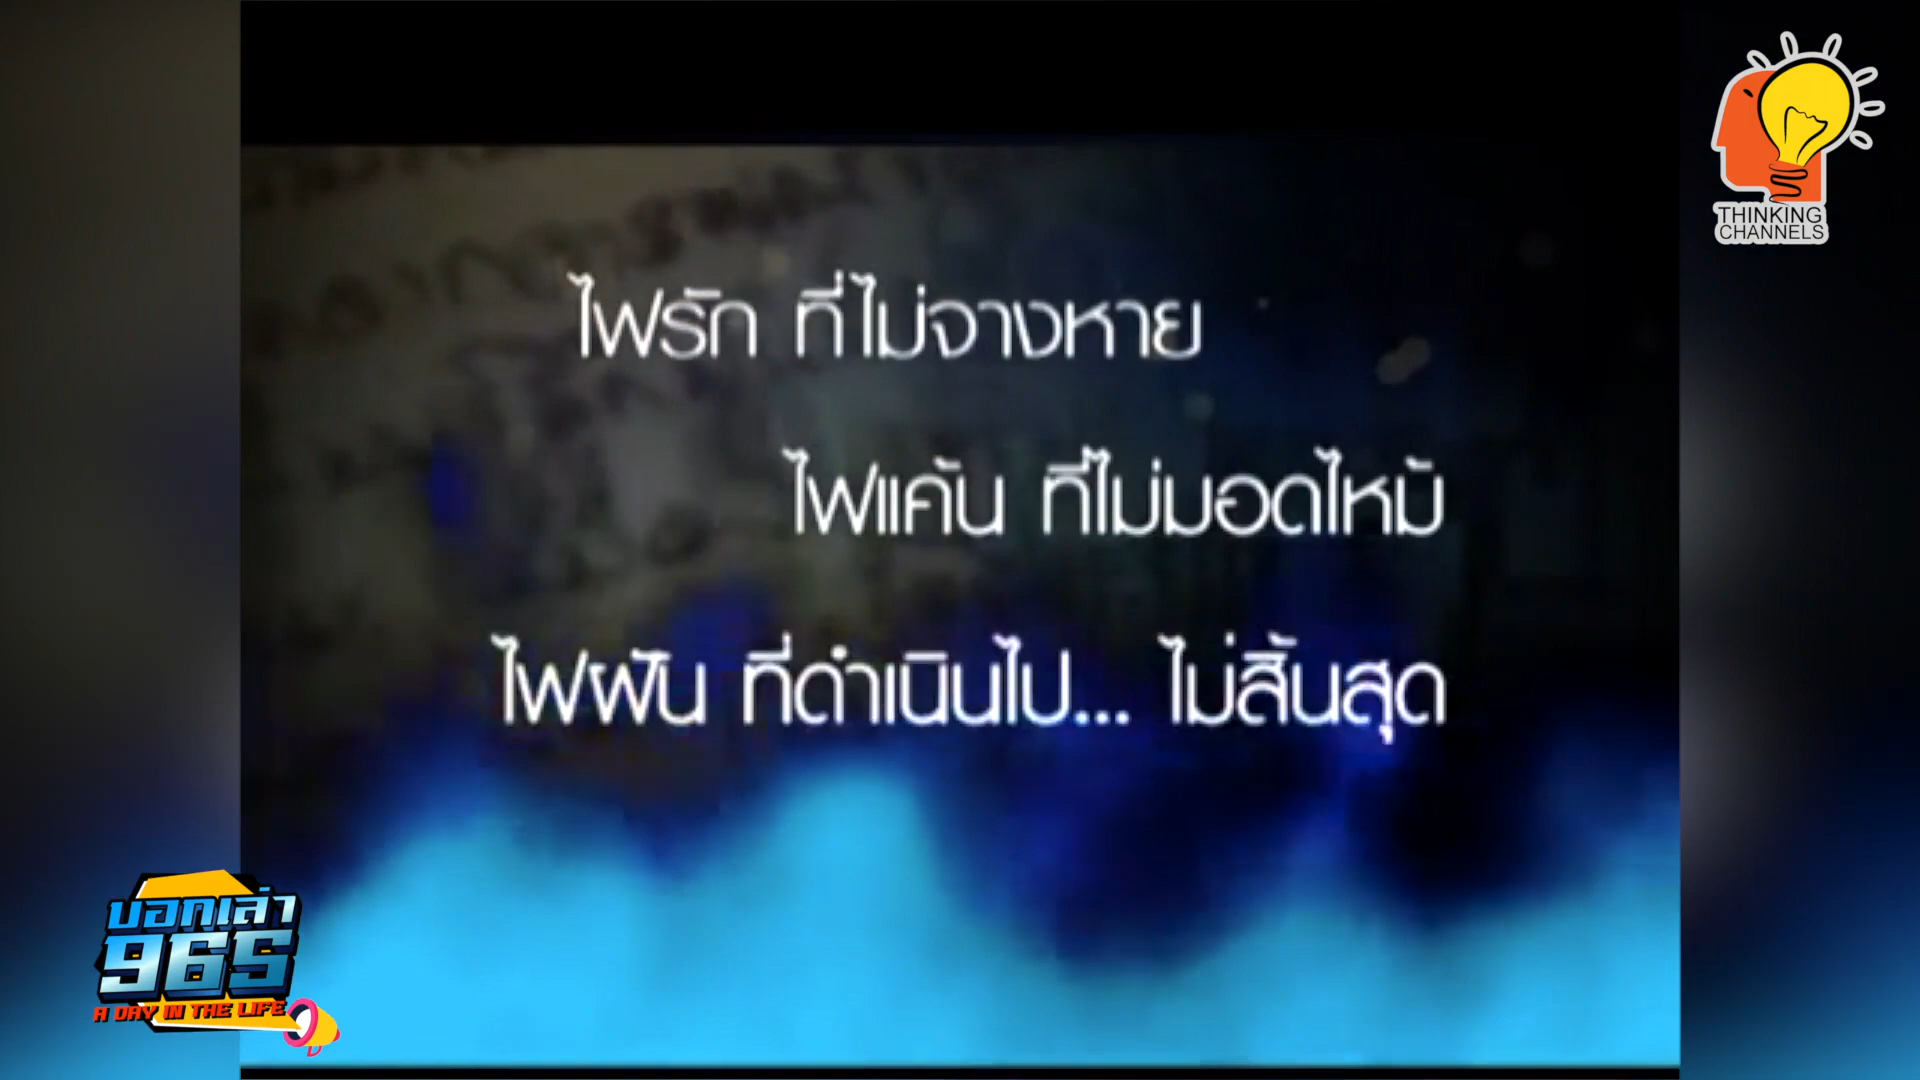 THINKING
CHANNELS
ไฟรัก ที่ไม่จางหาย
ไฟแค้น ที่ไม่มอดไหม้
ไฟฝัน ที่ดำเนินไป... ไม่สิ้นสุด
บอกเล่า
965
A DAY IN THE LIFE